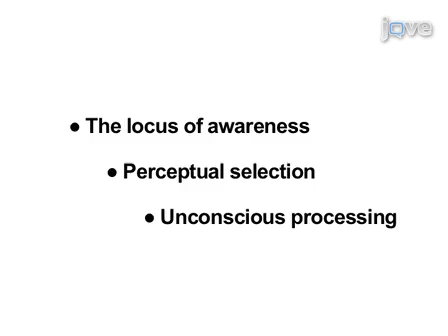 jove
● The locus of awareness
● Perceptual selection
● Unconscious processing